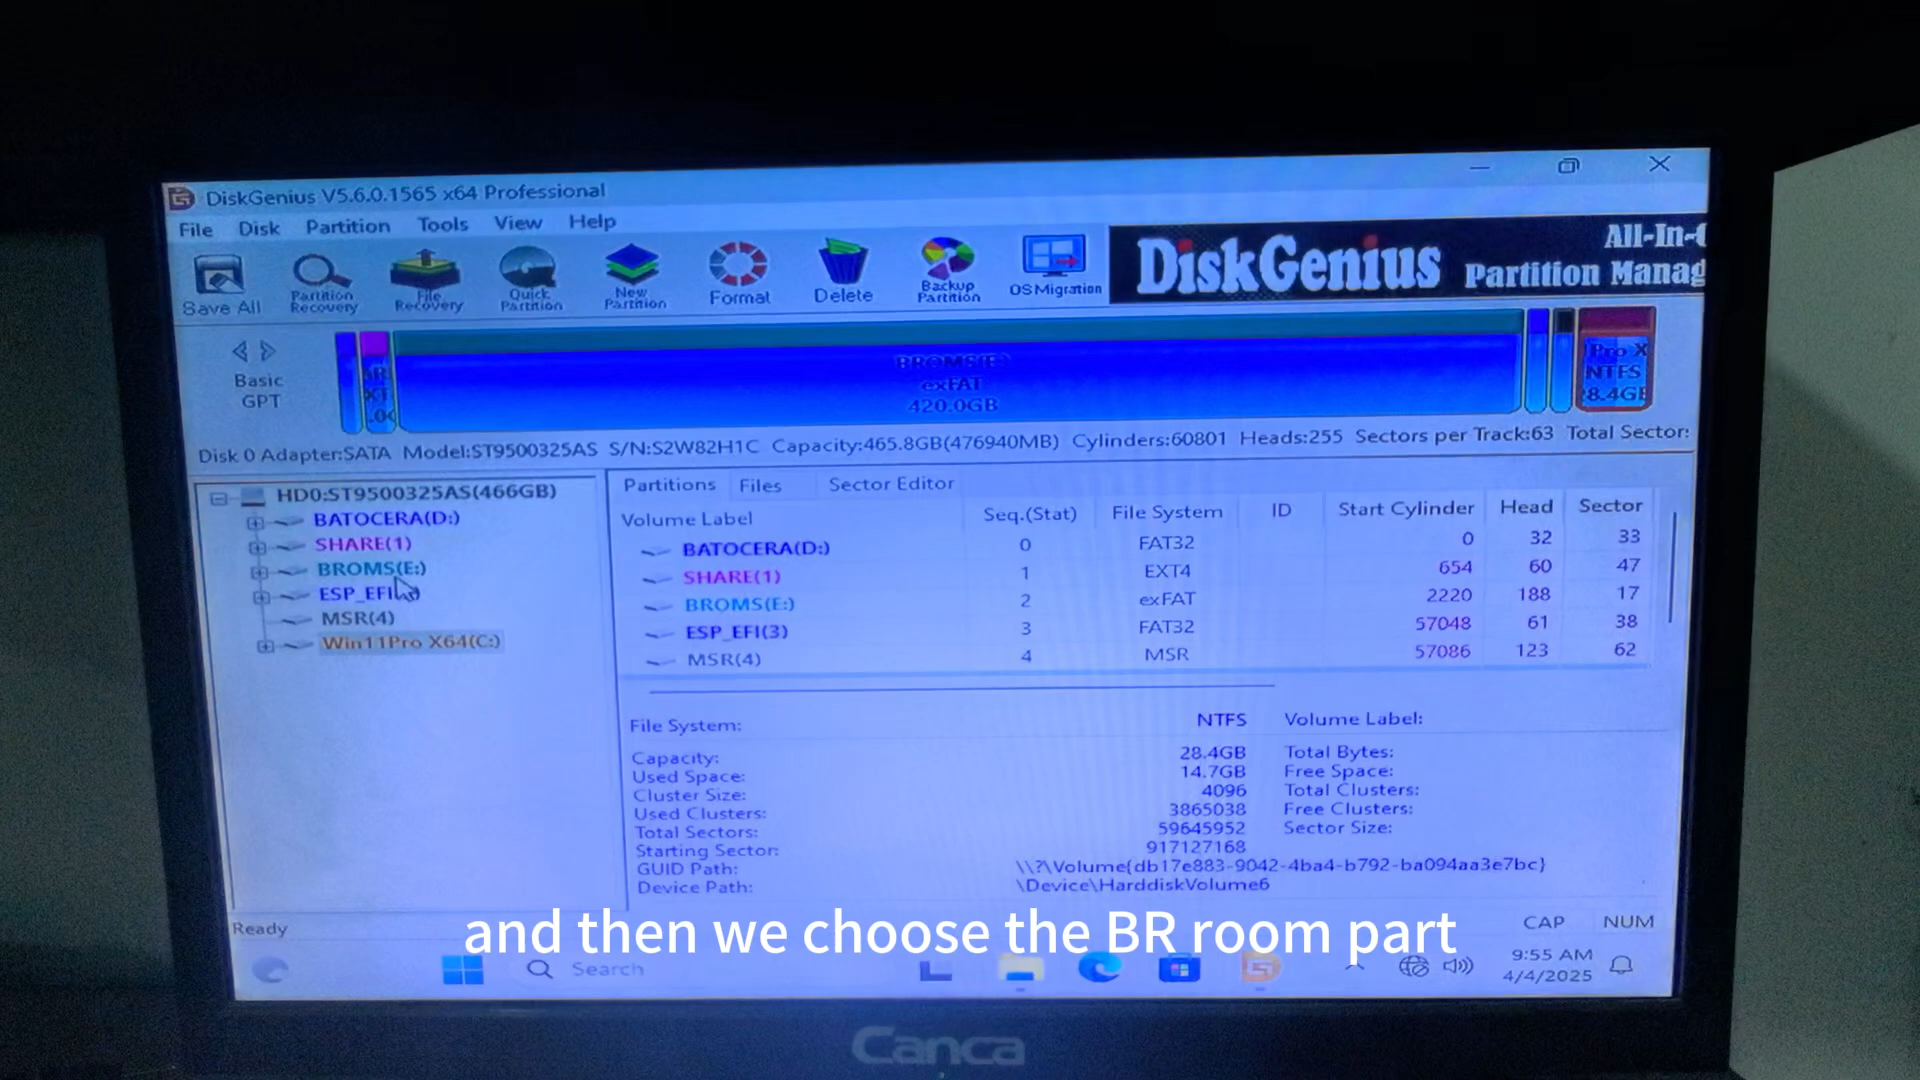 DiskGenius V5.6.0.1565 x64 Professional
File Disk Partition Tools View Help
Save All
Partition Recovery
File Recovery
Quick Partition
New Partition
Format
Delete
Backup Partition
OS Migration
DiskGenius
All-In-
Partition Manag
Basic
GPT
BROMS(E:)
exFAT
420.0GB
Pro X
NTFS
8.4GB
Disk 0 Adapter:SATA Model:ST9500325AS S/N:S2W82H1C Capacity:465.8GB(476940MB) Cylinders:60801 Heads:255 Sectors per Track:63 Total Sector:
HD0:ST9500325AS(466GB)
BATOCERA(D:)
SHARE(1)
BROMS(E:)
ESP_EFI
MSR(4)
Win11Pro X64(C:)
Partitions Files Sector Editor
Volume Label Seq.(Stat) File System ID Start Cylinder Head Sector
BATOCERA(D:) 0 FAT32 0 32 33
SHARE(1) 1 EXT4 654 60 47
BROMS(E:) 2 exFAT 2220 188 17
ESP_EFI(3) 3 FAT32 57048 61 38
MSR(4) 4 MSR 57086 123 62
File System: NTFS Volume Label:
Capacity: 28.4GB Total Bytes:
Used Space: 14.7GB Free Space:
Cluster Size: 4096 Total Clusters:
Used Clusters: 3865038 Free Clusters:
Total Sectors: 59645952 Sector Size:
Starting Sector: 917127168
GUID Path: \\?\Volume{db17e883-9042-4ba4-b792-ba094aa3e7bc}
Device Path: \Device\HarddiskVolume6
and then we choose the BR room part
Ready CAP NUM
Search
9:55 AM
4/4/2025
Canca